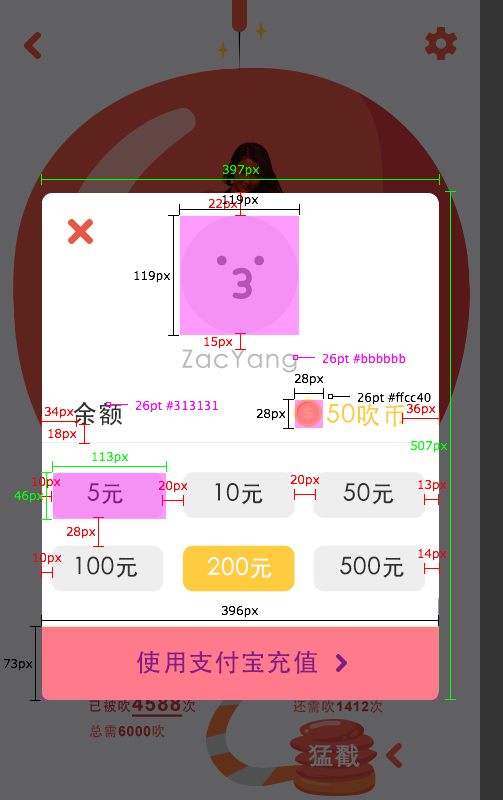 397px
119px
22px
119px
15px
ZacYang
26pt #bbbbbb
28px
26pt #ffcc40
34px
余额
26pt #313131
28px
50吹币
36px
18px
507px
113px
10px
20px
20px
13px
46px
5元
10元
50元
28px
10px
14px
100元
200元
500元
396px
73px
使用支付宝充值
已被吹4588次
还需吹1412次
总需6000吹
猛戳